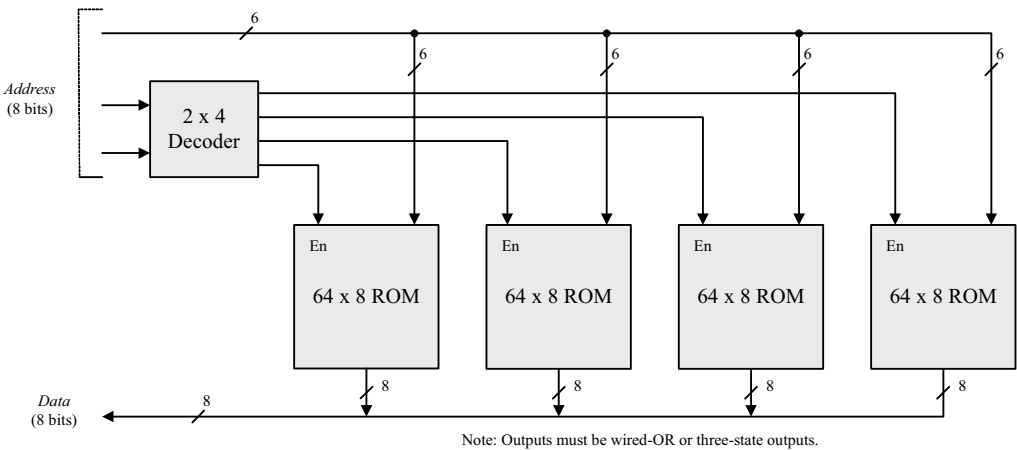 6
6
6
6
6
Address
(8 bits)
2 x 4
Decoder
En
En
En
En
64 x 8 ROM
64 x 8 ROM
64 x 8 ROM
64 x 8 ROM
8
8
8
8
Data
(8 bits)
8
Note: Outputs must be wired-OR or three-state outputs.